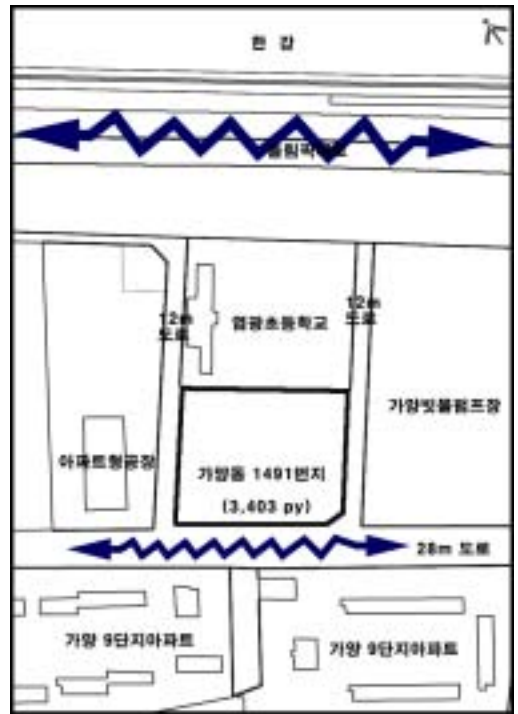 한 강
올림픽대로
12m
도로
염광초등학교
12m
도로
가양빗물펌프장
아파트형공장
가양동 1491번지
(3,403 py)
28m 도로
가양 9단지아파트
가양 9단지아파트